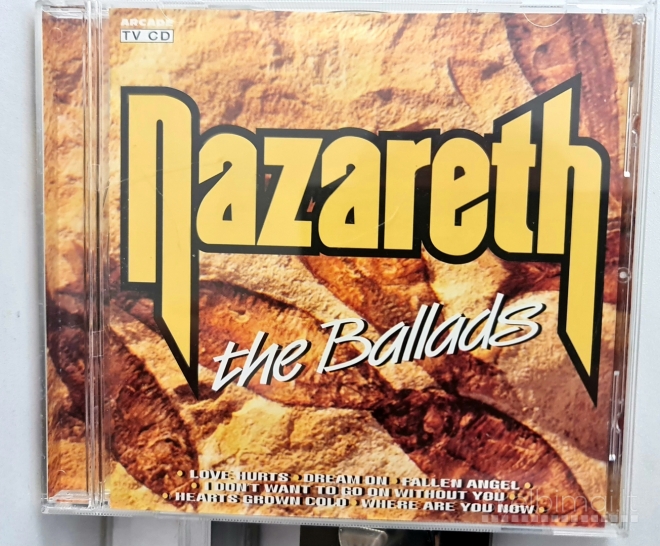 ARCADE
TV CD
nazareth
the Ballads
• LOVE HURTS • DREAM ON • FALLEN ANGEL •
• I DON'T WANT TO GO ON WITHOUT YOU •
• HEARTS GROWN COLD • WHERE ARE YOU NOW •